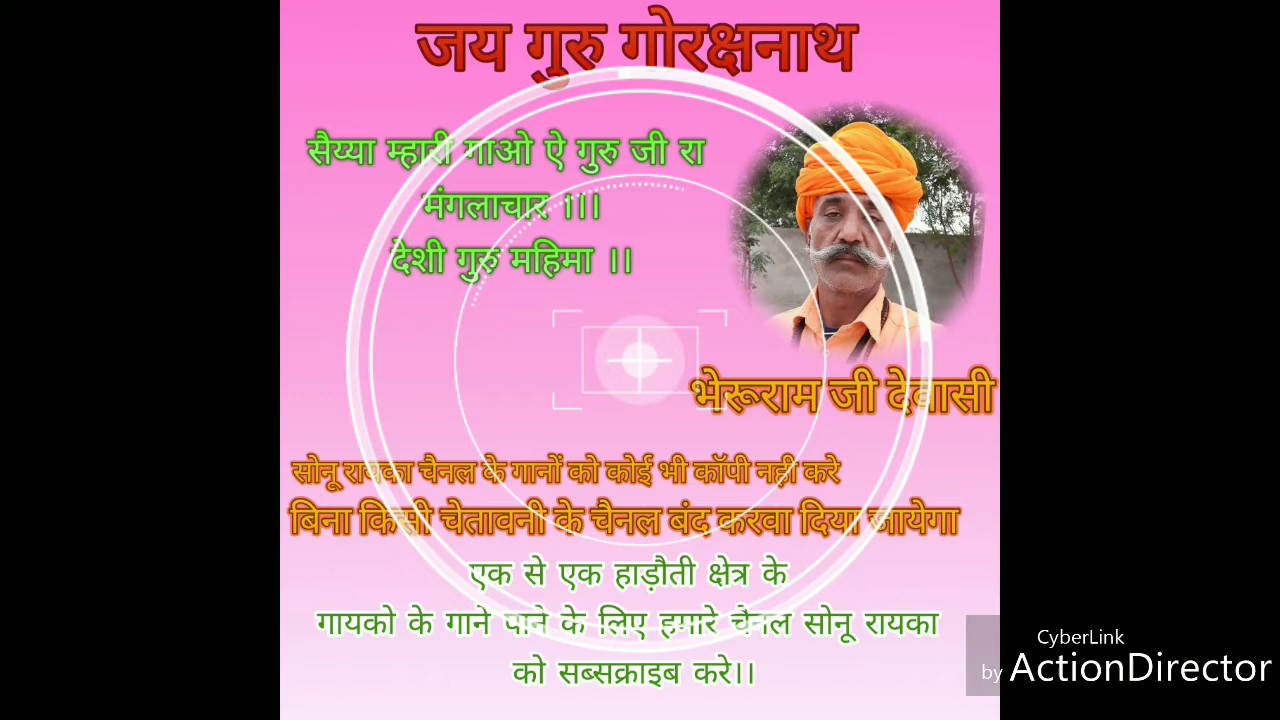 जय गुरु गोरक्षनाथ
सैय्या म्हारी गाओ ऐ गुरु जी रा
मंगलाचार ।।।
देशी गुरु महिमा ।।
भेरूराम जी देवासी
सोनू रायका चैनल के गानों को कोई भी कॉपी नही करे
बिना किसी चेतावनी के चैनल बंद करवा दिया जायेगा
एक से एक हाड़ौती क्षेत्र के
गायको के गाने पाने के लिए हमारे चैनल सोनू रायका
को सब्सक्राइब करे।।
CyberLink
by ActionDirector